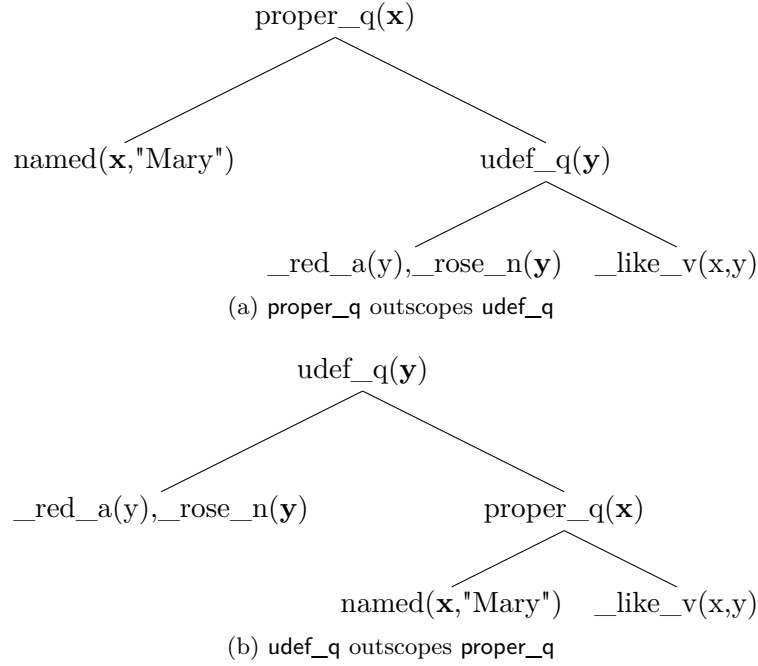 proper_q(x)
named(x,"Mary") udef_q(y)
_red_a(y),_rose_n(y) _like_v(x,y)
(a) proper_q outscopes udef_q
udef_q(y)
_red_a(y),_rose_n(y) proper_q(x)
named(x,"Mary") _like_v(x,y)
(b) udef_q outscopes proper_q